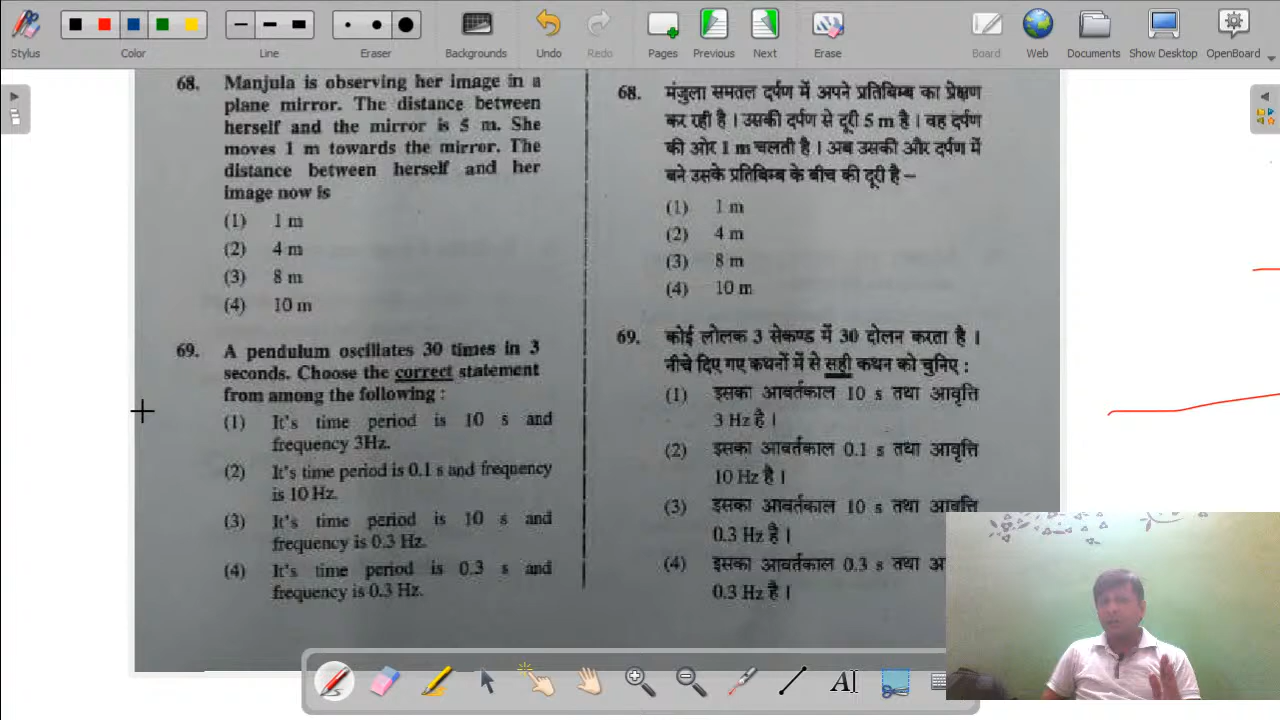 Stylus
Color
Line
Eraser
Backgrounds
Undo
Redo
Pages
Previous
Next
Erase
Board
Web
Documents
Show Desktop
OpenBoard
68. Manjula is observing her image in a
plane mirror. The distance between
herself and the mirror is 5 m. She
moves 1 m towards the mirror. The
distance between herself and her
image now is
(1) 1 m
(2) 4 m
(3) 8 m
(4) 10 m
69. A pendulum oscillates 30 times in 3
seconds. Choose the correct statement
from among the following :
(1) It's time period is 10 s and
frequency 3Hz.
(2) It's time period is 0.1 s and frequency
is 10 Hz.
(3) It's time period is 10 s and
frequency is 0.3 Hz.
(4) It's time period is 0.3 s and
frequency is 0.3 Hz.
68. मंजुला समतल दर्पण में अपने प्रतिबिम्ब का प्रेक्षण
कर रही है । उसकी दर्पण से दूरी 5 m है । वह दर्पण
की ओर 1 m चलती है । अब उसकी और दर्पण में
बने उसके प्रतिबिम्ब के बीच की दूरी है –
(1) 1 m
(2) 4 m
(3) 8 m
(4) 10 m
69. कोई लोलक 3 सेकण्ड में 30 दोलन करता है ।
नीचे दिए गए कथनों में से सही कथन को चुनिए :
(1) इसका आवर्तकाल 10 s तथा आवृत्ति
3 Hz है ।
(2) इसका आवर्तकाल 0.1 s तथा आवृत्ति
10 Hz है ।
(3) इसका आवर्तकाल 10 s तथा आवृत्ति
0.3 Hz है ।
(4) इसका आवर्तकाल 0.3 s तथा
0.3 Hz है ।